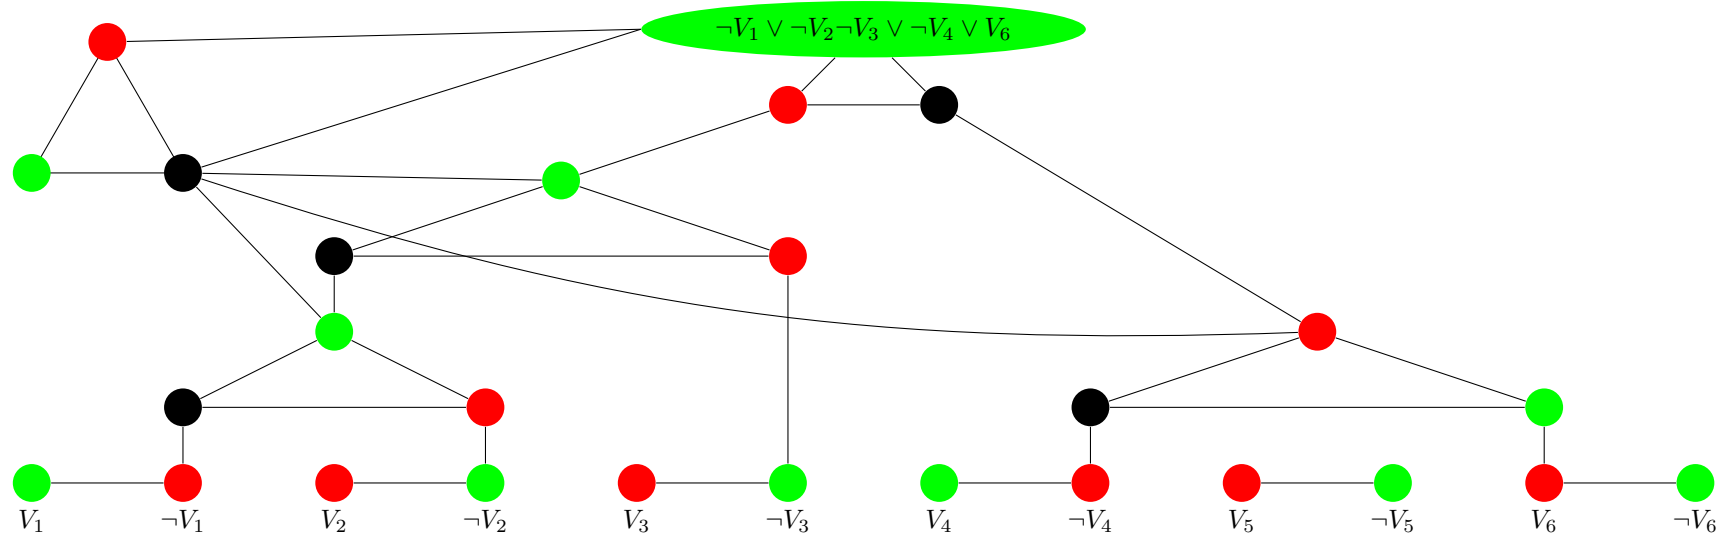 ¬V₁ ∨ ¬V₂¬V₃ ∨ ¬V₄ ∨ V₆
V₁ ¬V₁ V₂ ¬V₂ V₃ ¬V₃ V₄ ¬V₄ V₅ ¬V₅ V₆ ¬V₆